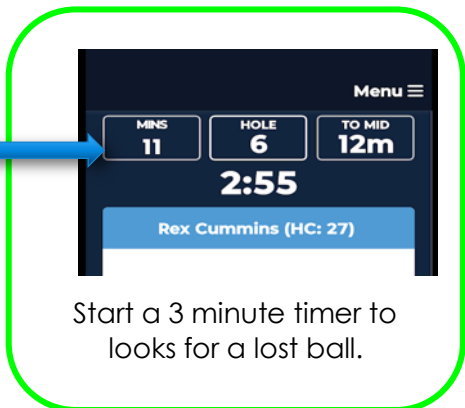 Menu ☰
MINS HOLE TO MID
11 6 12m
2:55
Rex Cummins (HC: 27)
Start a 3 minute timer to
looks for a lost ball.